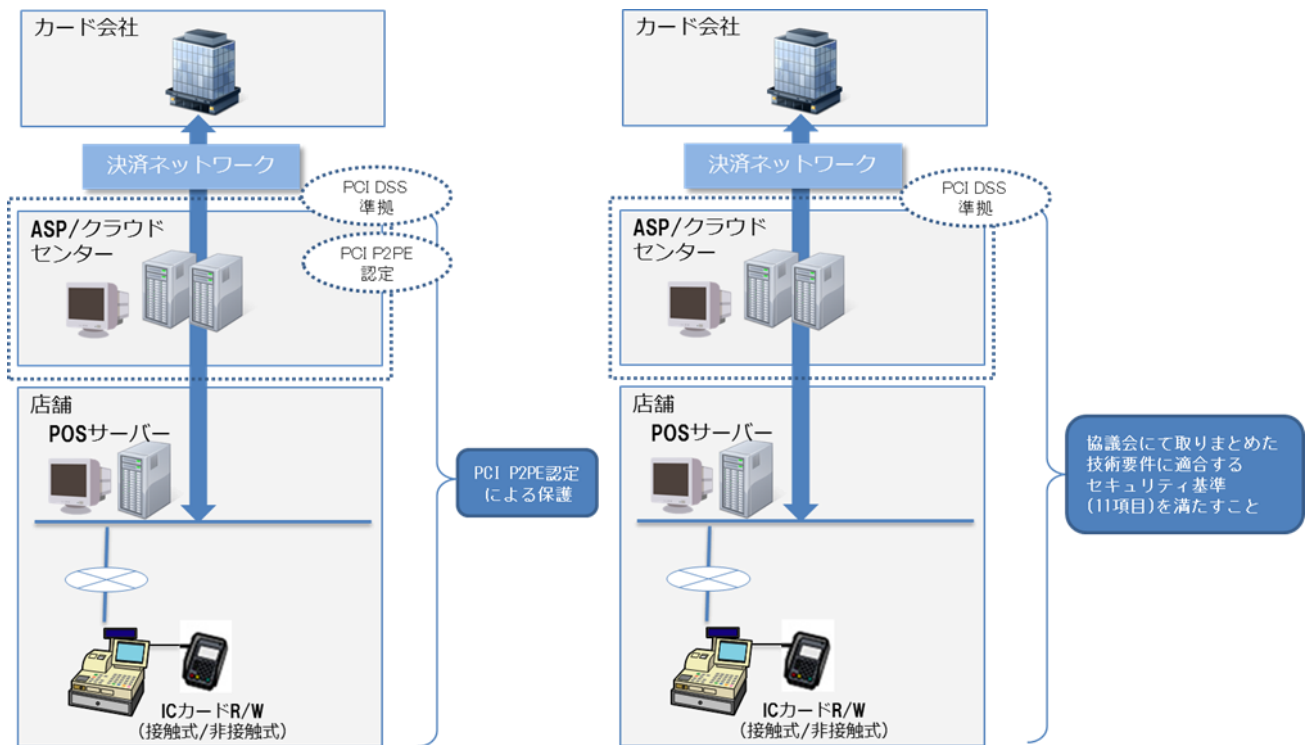 カード会社
決済ネットワーク
PCI DSS
準拠
ASP/クラウド
センター
PCI P2PE
認定
店舗
POSサーバー
PCI P2PE認定
による保護
ICカードR/W
(接触式/非接触式)
カード会社
決済ネットワーク
PCI DSS
準拠
ASP/クラウド
センター
店舗
POSサーバー
協議会にて取りまとめた
技術要件に適合する
セキュリティ基準
(11項目)を満たすこと
ICカードR/W
(接触式/非接触式)